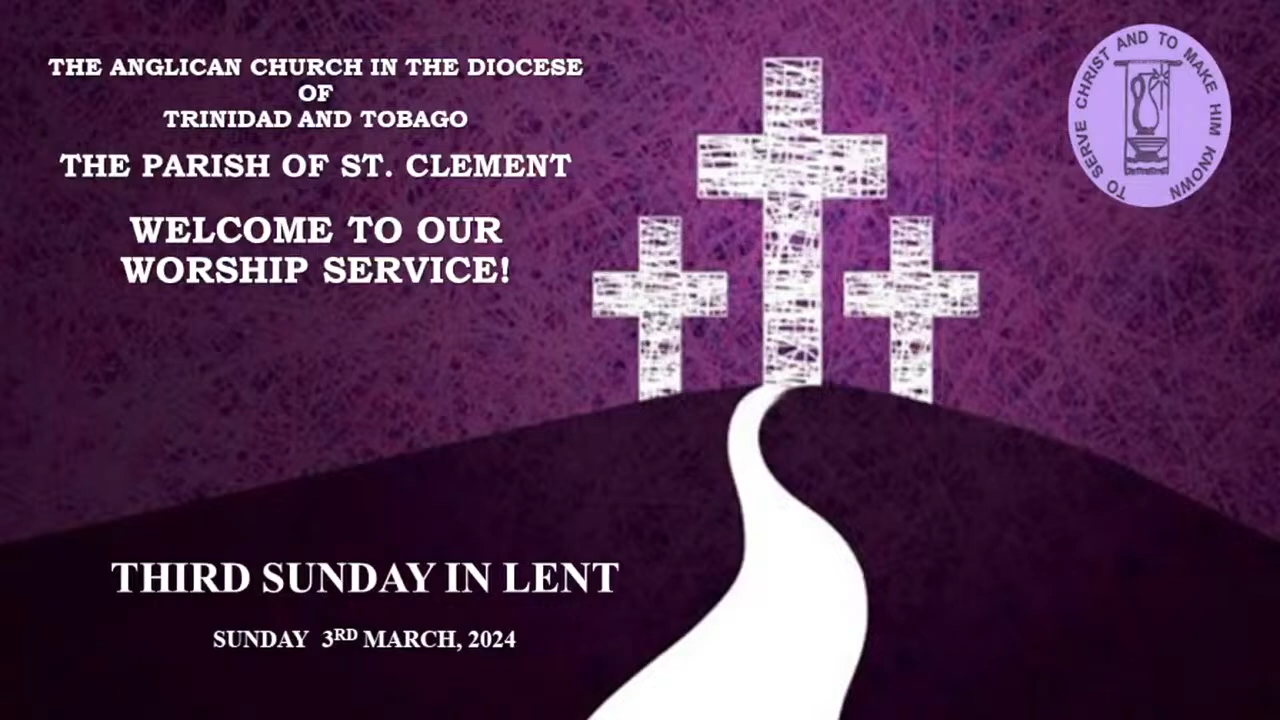 THE ANGLICAN CHURCH IN THE DIOCESE
OF
TRINIDAD AND TOBAGO
THE PARISH OF ST. CLEMENT
WELCOME TO OUR
WORSHIP SERVICE!
TO SERVE CHRIST AND TO MAKE HIM KNOWN
THIRD SUNDAY IN LENT
SUNDAY 3RD MARCH, 2024